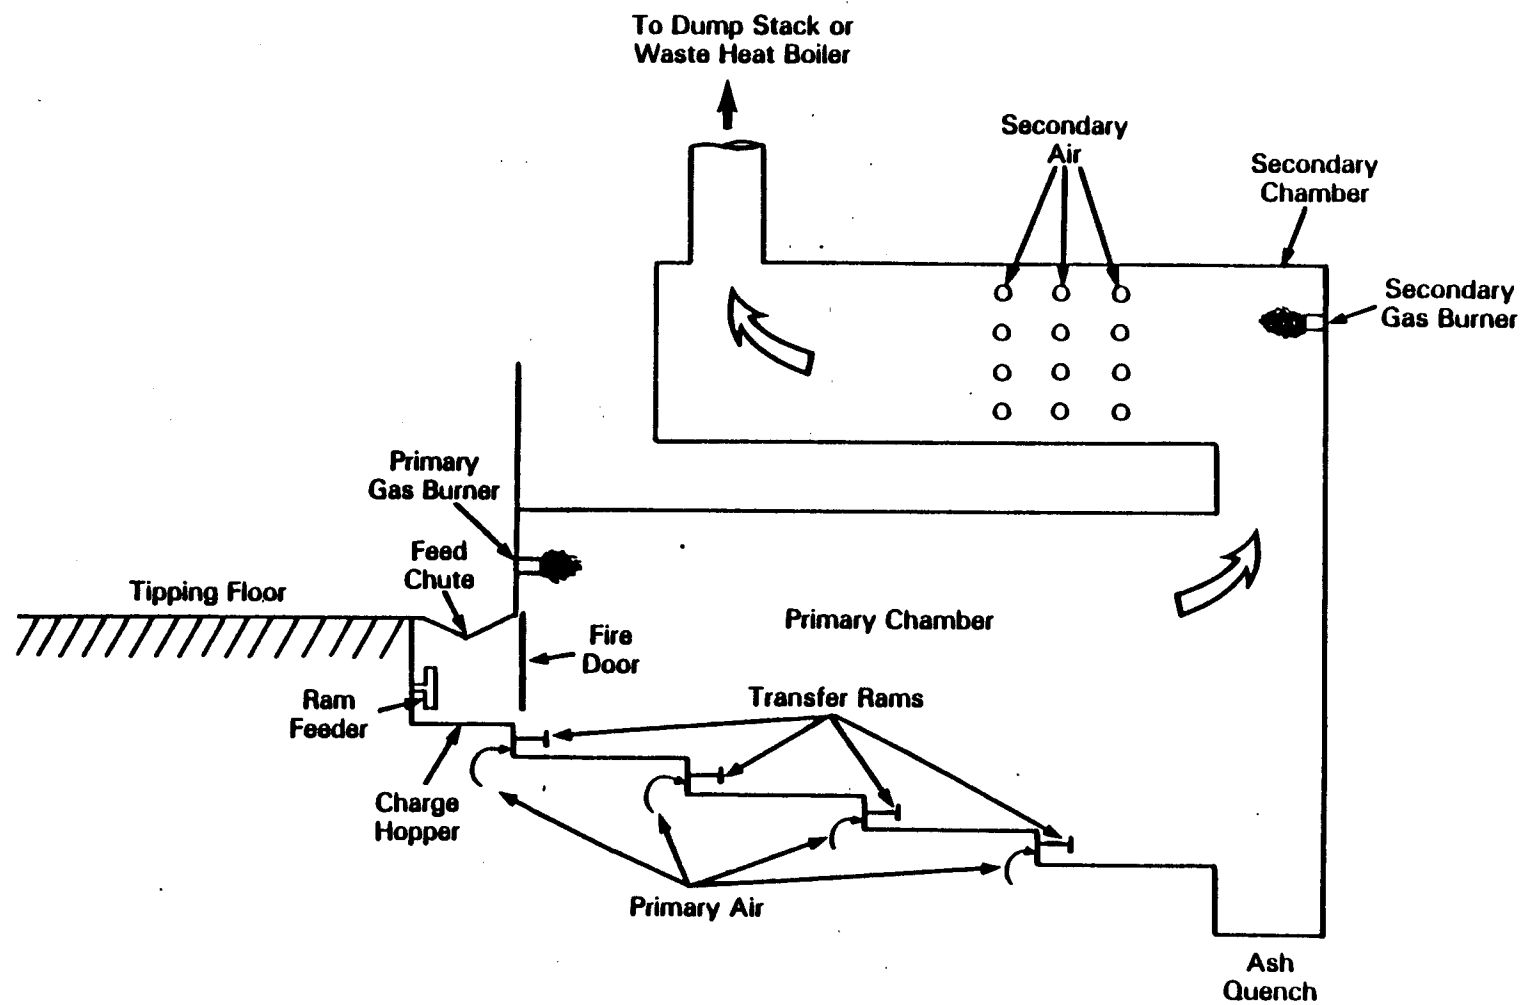 To Dump Stack or
Waste Heat Boiler
Secondary
Air
Secondary
Chamber
Secondary
Gas Burner
Primary
Gas Burner
Feed
Chute
Tipping Floor
Primary Chamber
Fire
Door
Ram
Feeder
Transfer Rams
Charge
Hopper
Primary Air
Ash
Quench